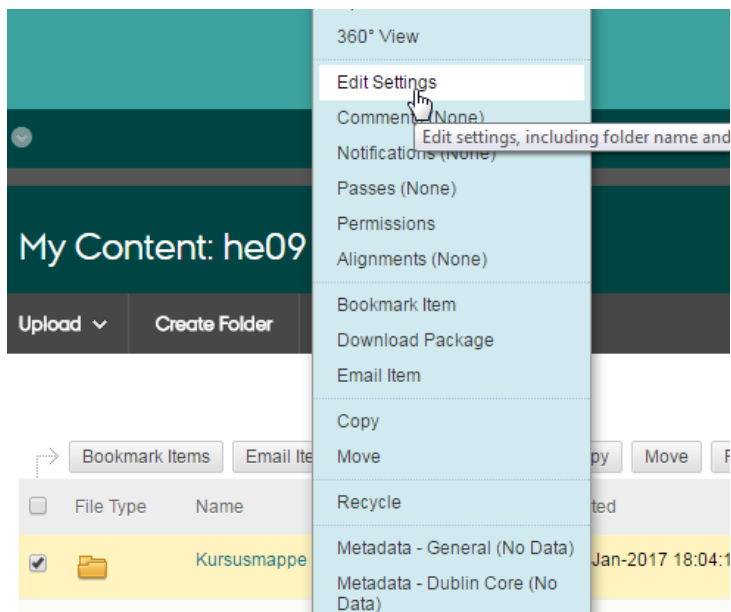 360° View
Edit Settings
Comments (None)
Edit settings, including folder name and
Notifications (None)
Passes (None)
Permissions
My Content: he09
Alignments (None)
Bookmark Item
Upload
Create Folder
Download Package
Email Item
Copy
Bookmark Items
Email Ite
Move
py
Move
File Type
Name
Recycle
ted
Metadata - General (No Data)
Kursusmappe
Jan-2017 18:04:1
Metadata - Dublin Core (No
Data)